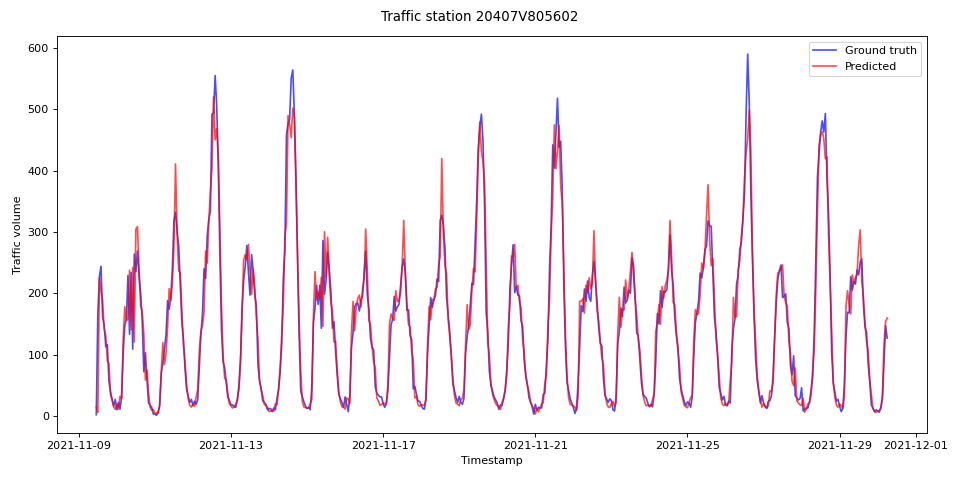 Traffic station 20407V805602
Ground truth
Predicted
Traffic volume
600
500
400
300
200
100
0
2021-11-09
2021-11-13
2021-11-17
2021-11-21
2021-11-25
2021-11-29
2021-12-01
Timestamp